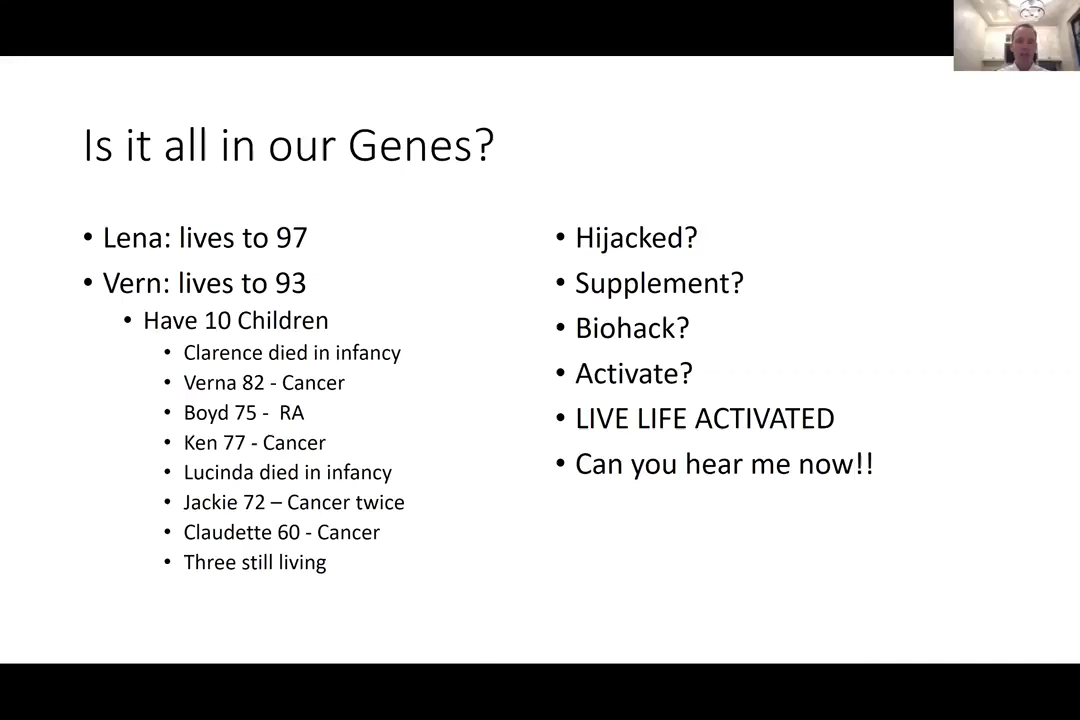 Is it all in our Genes?
• Lena: lives to 97
• Vern: lives to 93
• Have 10 Children
• Clarence died in infancy
• Verna 82 - Cancer
• Boyd 75 -  RA
• Ken 77 - Cancer
• Lucinda died in infancy
• Jackie 72 – Cancer twice
• Claudette 60 - Cancer
• Three still living
• Hijacked?
• Supplement?
• Biohack?
• Activate?
• LIVE LIFE ACTIVATED
• Can you hear me now!!